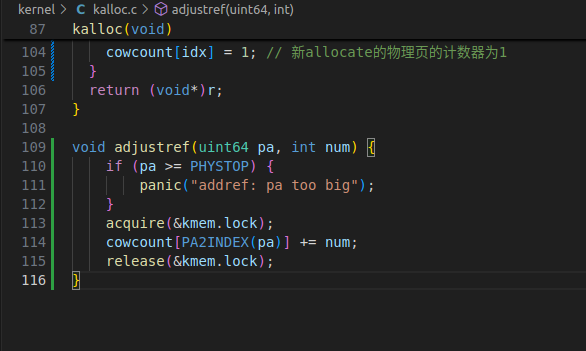 kernel > kalloc.c > adjustref(uint64, int)
87 kalloc(void)
104 cowcount[idx] = 1; // 新allocate的物理页的计数器为1
105 }
106 return (void*)r;
107 }
108
109 void adjustref(uint64 pa, int num) {
110 if (pa >= PHYSTOP) {
111 panic("addref: pa too big");
112 }
113 acquire(&kmem.lock);
114 cowcount[PA2INDEX(pa)] += num;
115 release(&kmem.lock);
116 }